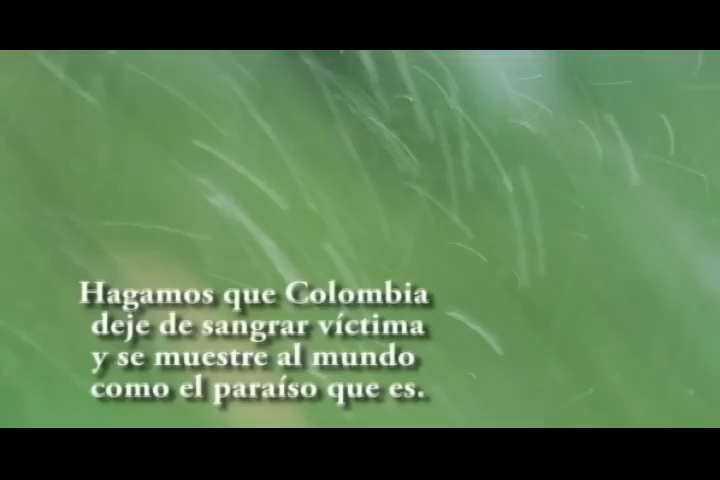 Hagamos que Colombia
deje de sangrar víctima
y se muestre al mundo
como el paraíso que es.